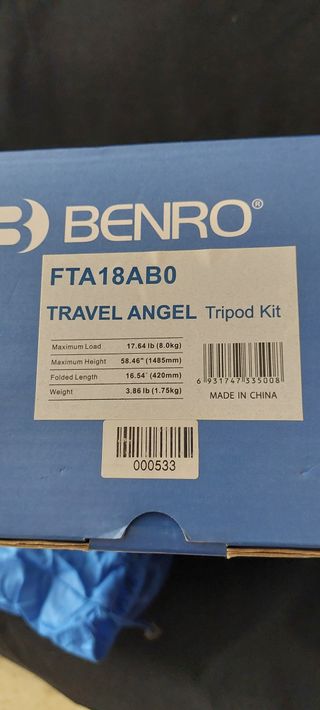 BENRO®
FTA18AB0
TRAVEL ANGEL Tripod Kit
Maximum Load 17.64 lb (8.0kg)
Maximum Height 58.46" (1485mm)
Folded Length 16.54" (420mm)
Weight 3.86 lb (1.75kg)
6 931747 335008
MADE IN CHINA
000533